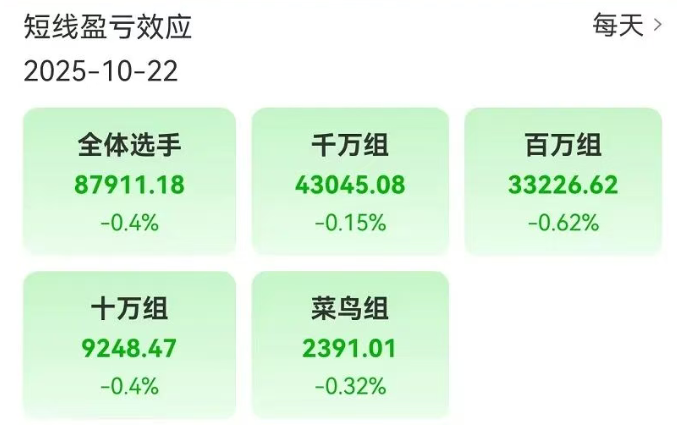 短线盈亏效应
每天 >
2025-10-22
全体选手
87911.18
-0.4%
千万组
43045.08
-0.15%
百万组
33226.62
-0.62%
十万组
9248.47
-0.4%
菜鸟组
2391.01
-0.32%